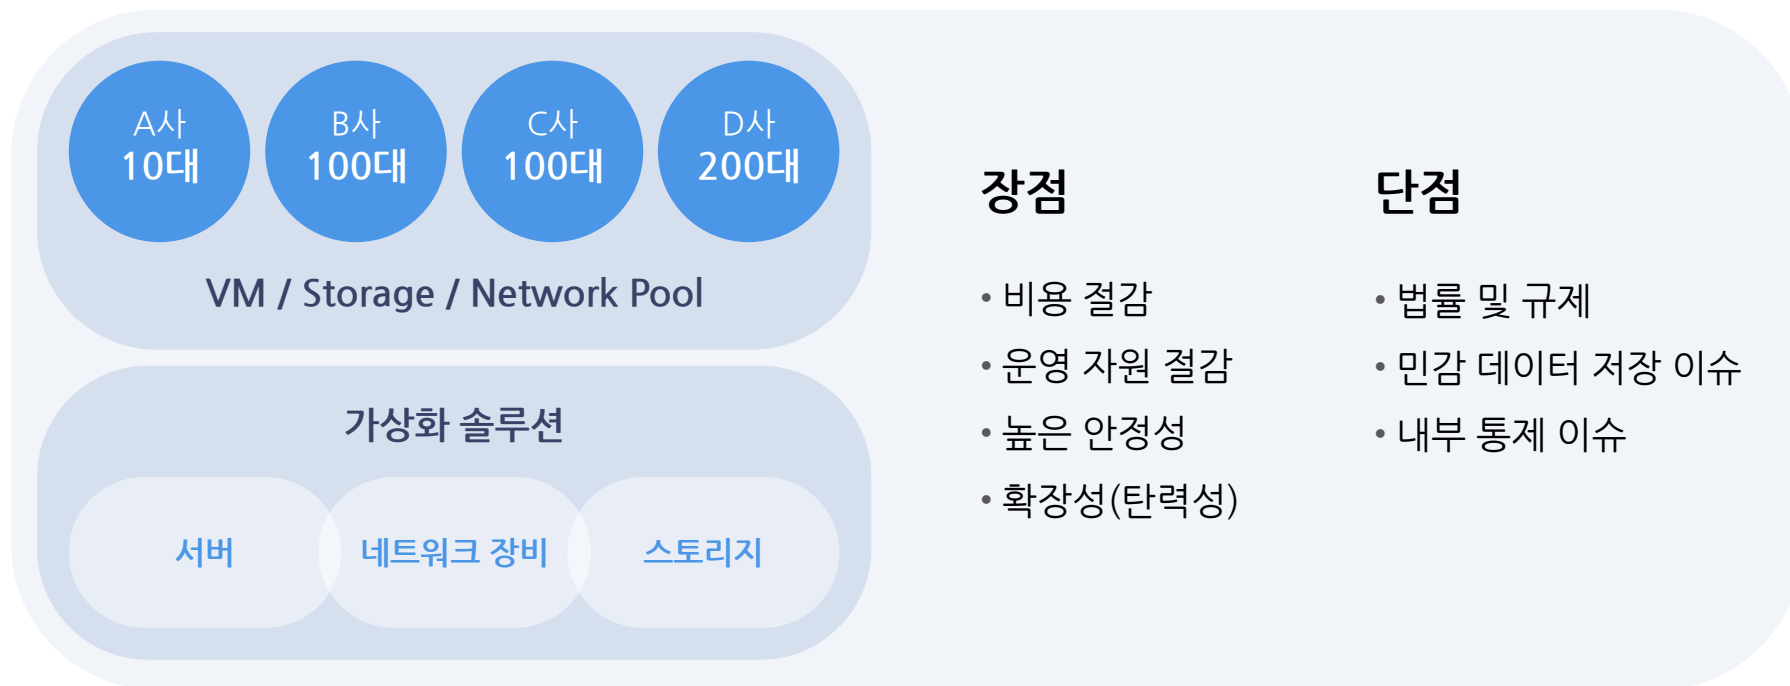 A사
10대
B사
100대
C사
100대
D사
200대
VM / Storage / Network Pool
가상화 솔루션
서버
네트워크 장비
스토리지
장점
• 비용 절감
• 운영 자원 절감
• 높은 안정성
• 확장성(탄력성)
단점
• 법률 및 규제
• 민감 데이터 저장 이슈
• 내부 통제 이슈